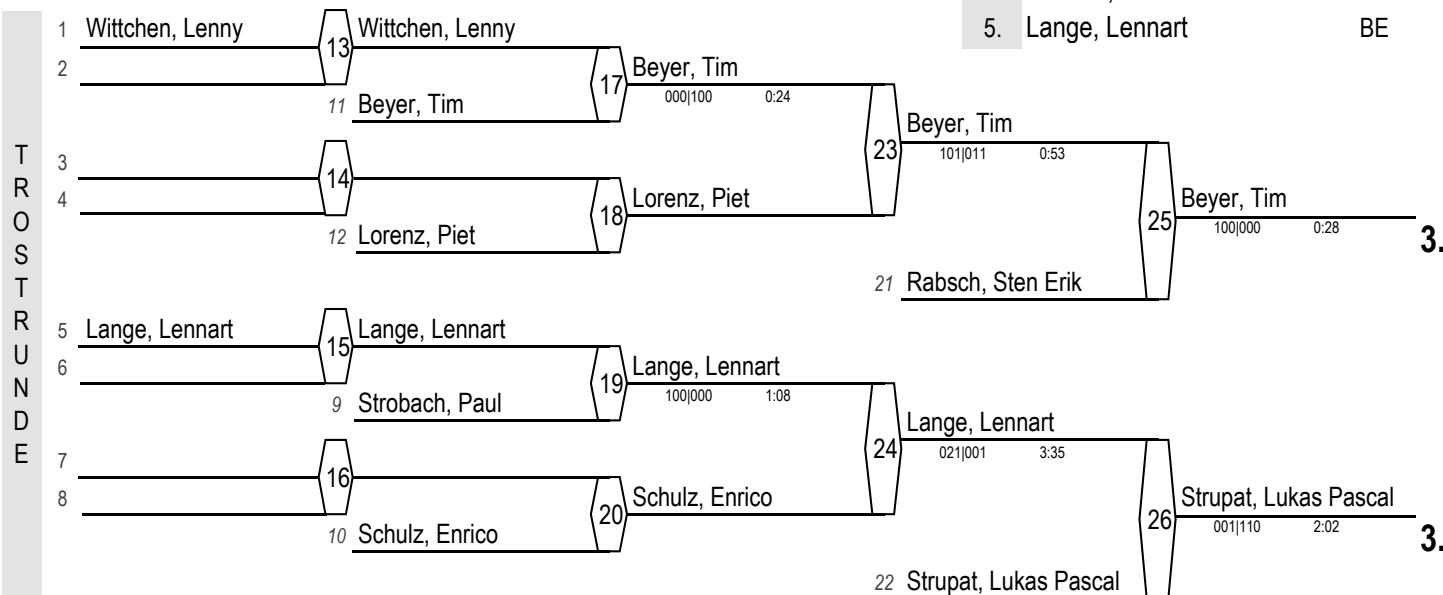 5. Lange, Lennart BE
TROSTRUNDE
1 Wittchen, Lenny
2
13 Wittchen, Lenny
11 Beyer, Tim
17 Beyer, Tim
000|100 0:24
3
4
14
12 Lorenz, Piet
18 Lorenz, Piet
23 Beyer, Tim
101|011 0:53
21 Rabsch, Sten Erik
25 Beyer, Tim
100|000 0:28
3.
5 Lange, Lennart
6
15 Lange, Lennart
9 Strobach, Paul
19 Lange, Lennart
100|000 1:08
7
8
16
10 Schulz, Enrico
20 Schulz, Enrico
24 Lange, Lennart
021|001 3:35
22 Strupat, Lukas Pascal
26 Strupat, Lukas Pascal
001|110 2:02
3.